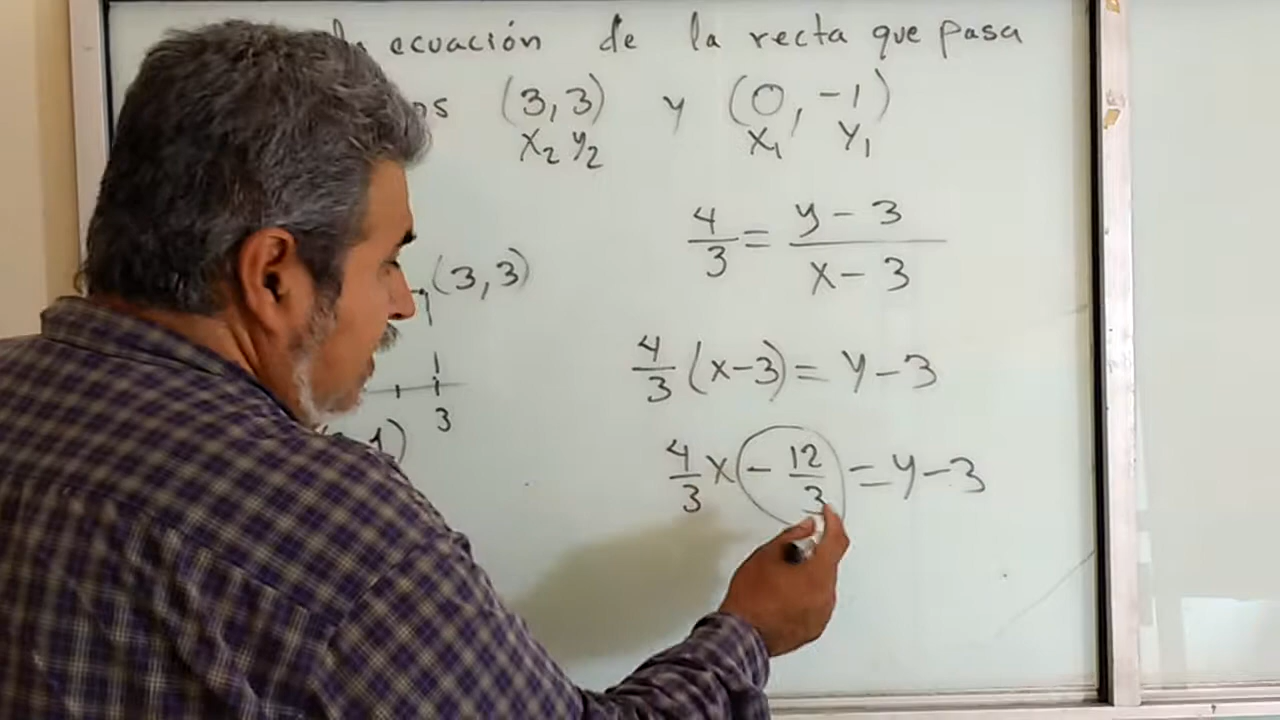 ecuación de la recta que pasa
(3, 3) y (0, -1)
x₂ y₂ x₁ y₁
4/3 = (y - 3)/(x - 3)
(3, 3)
4/3 (x-3) = y-3
3
4/3 x - 12/3 = y-3